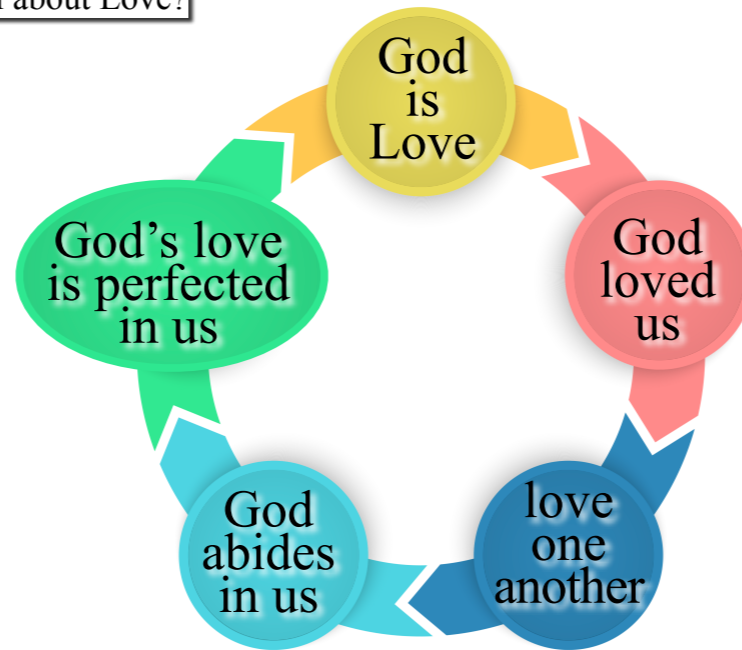 about Love?
God
is
Love
God
loved
us
love
one
another
God
abides
in us
God’s love
is perfected
in us